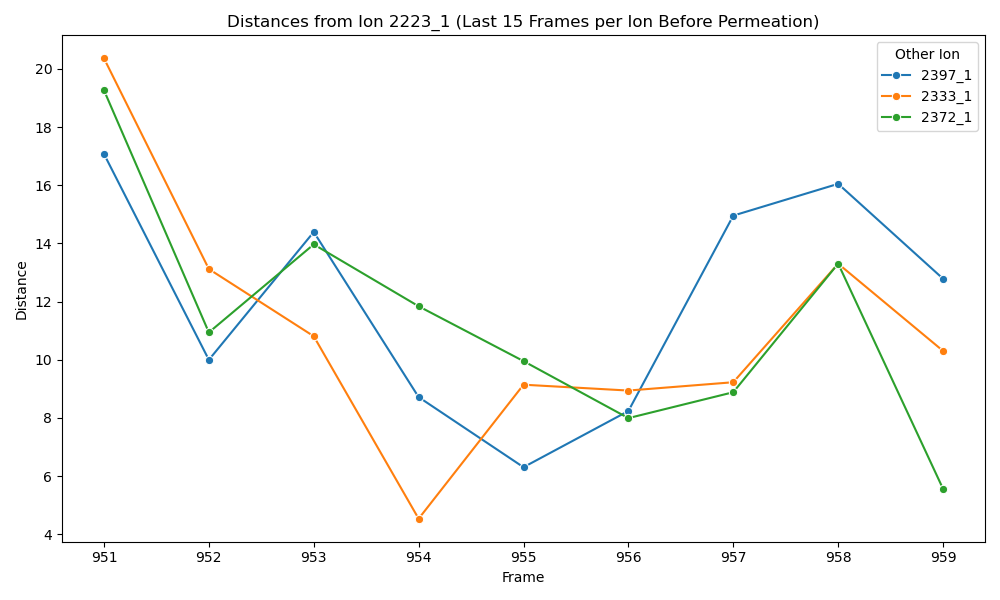 Distances from Ion 2223_1 (Last 15 Frames per Ion Before Permeation)
Other Ion
2397_1
2333_1
2372_1
Distance
20
18
16
14
12
10
8
6
4
951 952 953 954 955 956 957 958 959
Frame